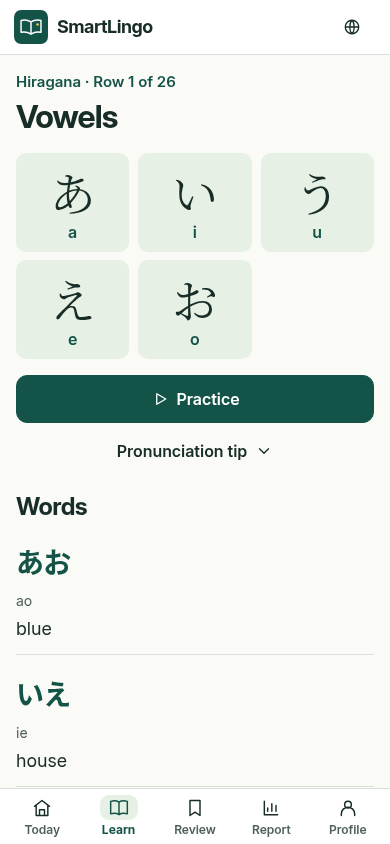 SmartLingo
Hiragana · Row 1 of 26
Vowels
あ い う
a i u
え お
e o
Practice
Pronunciation tip
Words
あお
ao
blue
いえ
ie
house
Today Learn Review Report Profile